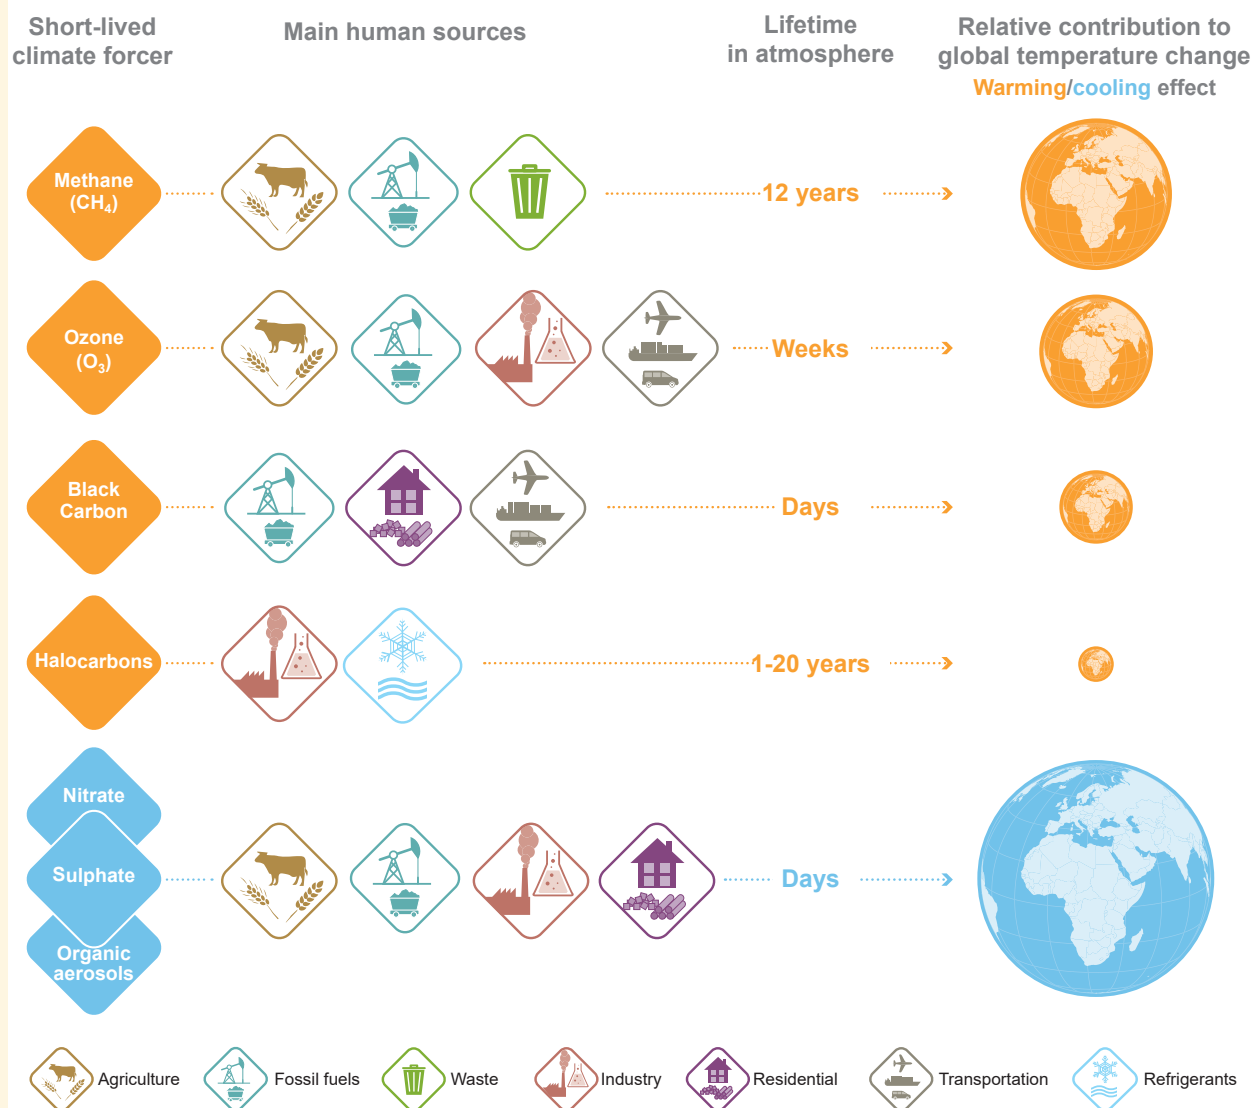 Short-lived
climate forcer
Main human sources
Lifetime
in atmosphere
Relative contribution to
global temperature change
Warming/cooling effect
Methane
(CH₄)
12 years
Ozone
(O₃)
Weeks
Black
Carbon
Days
Halocarbons
1-20 years
Nitrate
Sulphate
Organic
aerosols
Days
Agriculture
Fossil fuels
Waste
Industry
Residential
Transportation
Refrigerants